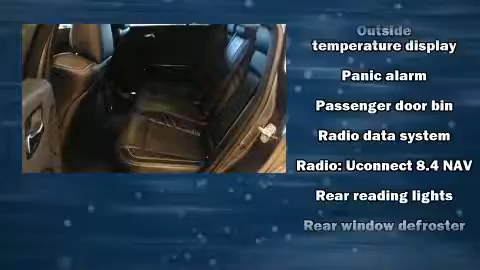 Outside
temperature display
Panic alarm
Passenger door bin
Radio data system
Radio: Uconnect 8.4 NAV
Rear reading lights
Rear window defroster